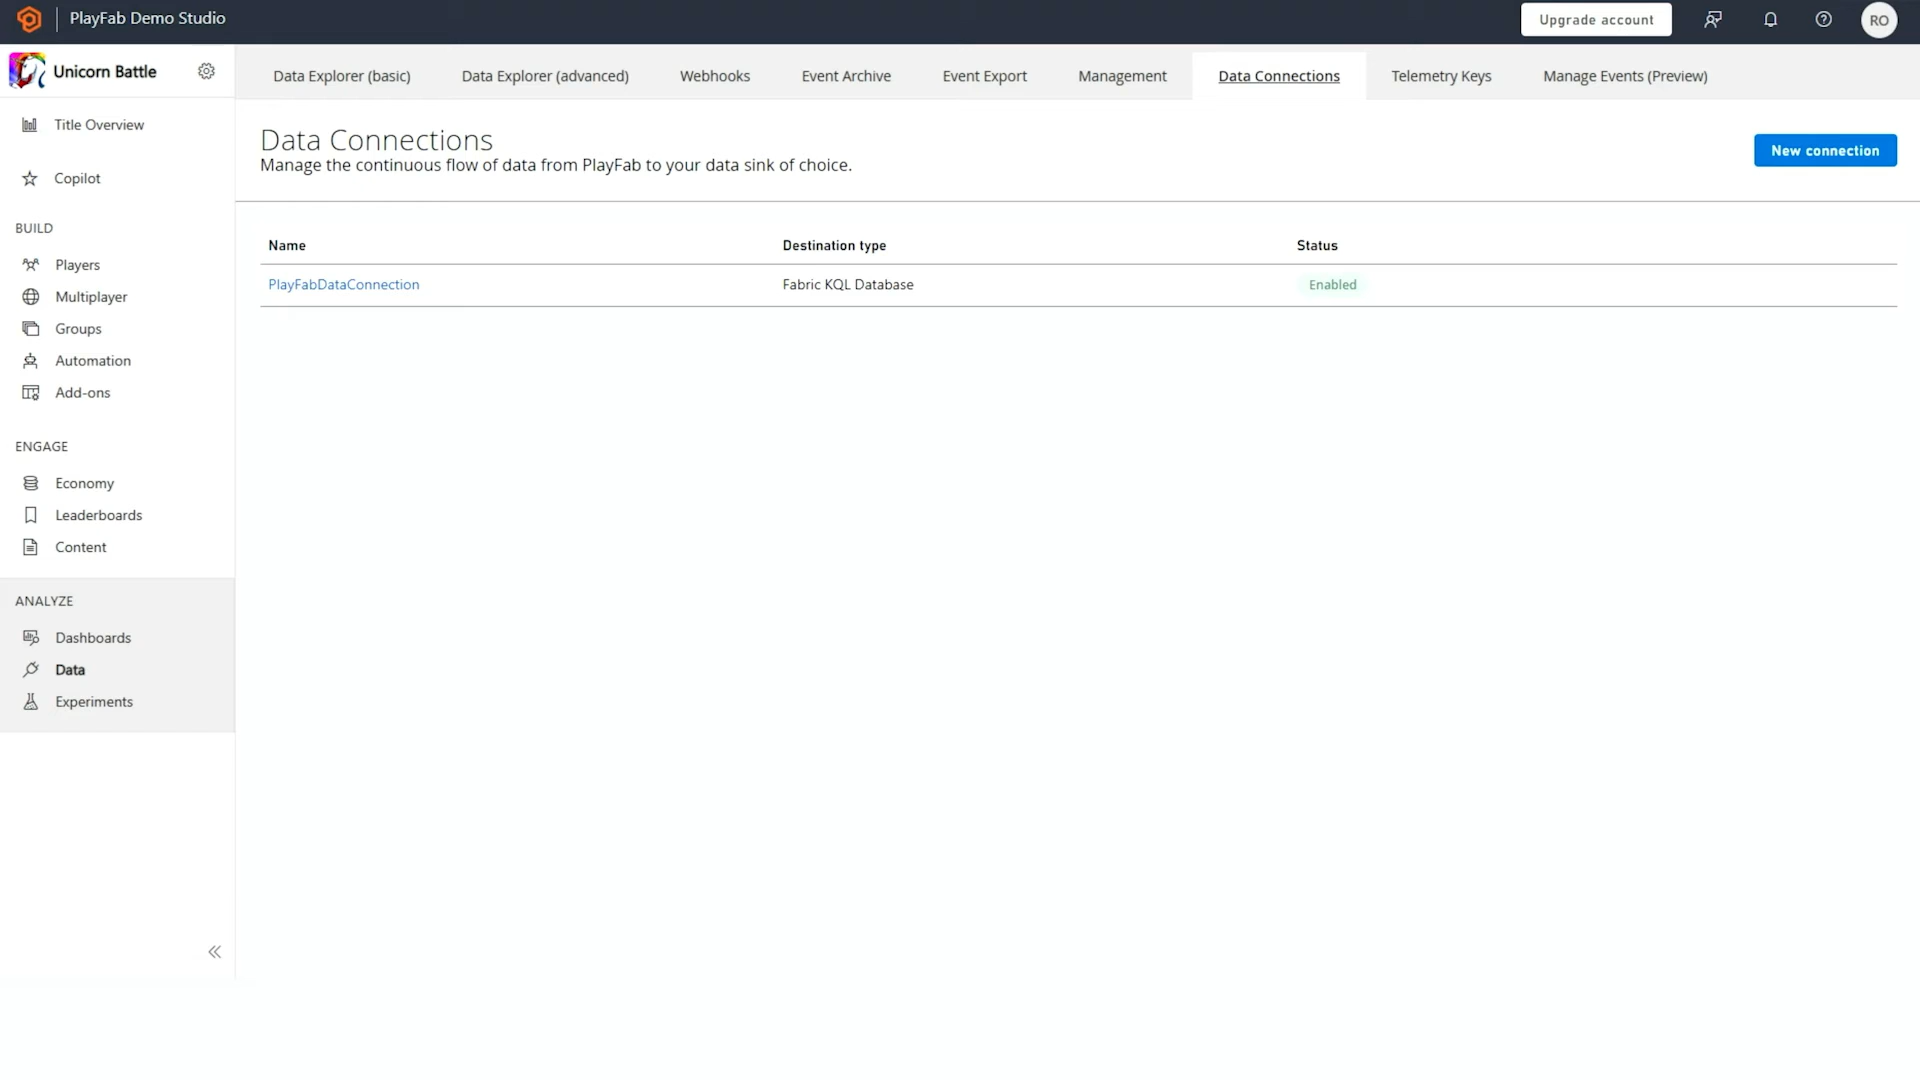 PlayFab Demo Studio
Upgrade account
RO
Unicorn Battle
Data Explorer (basic)
Data Explorer (advanced)
Webhooks
Event Archive
Event Export
Management
Data Connections
Telemetry Keys
Manage Events (Preview)
Title Overview
Copilot
BUILD
Players
Multiplayer
Groups
Automation
Add-ons
ENGAGE
Economy
Leaderboards
Content
ANALYZE
Dashboards
Data
Experiments
Data Connections
Manage the continuous flow of data from PlayFab to your data sink of choice.
New connection
Name Destination type Status
PlayFabDataConnection Fabric KQL Database Enabled